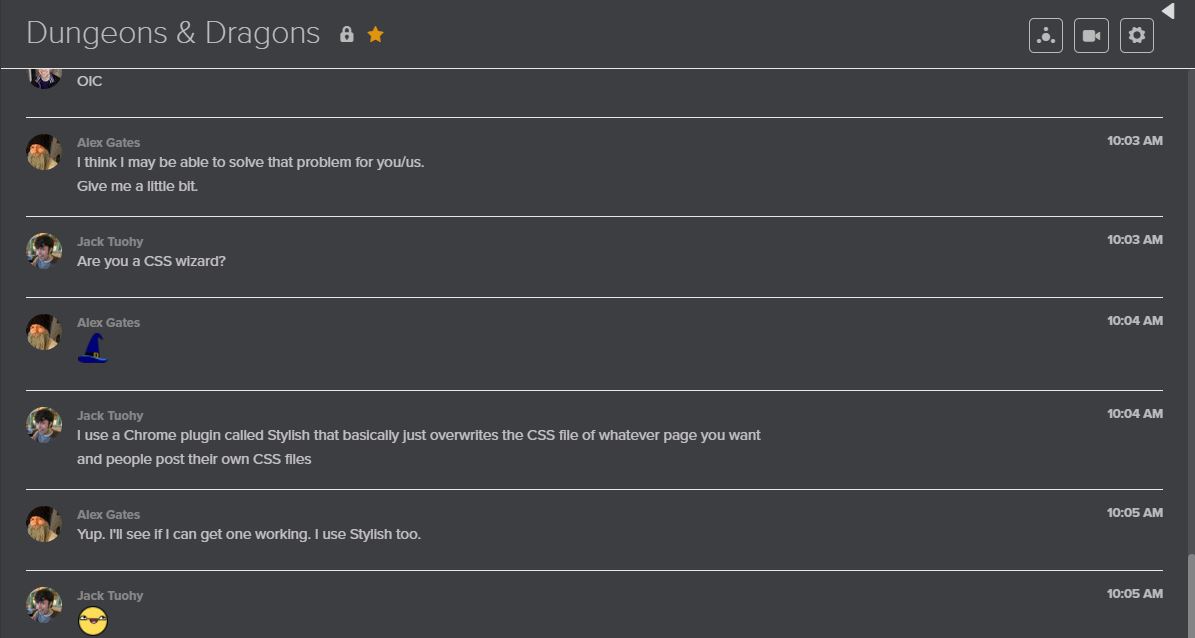 Dungeons & Dragons
OIC
Alex Gates
10:03 AM
I think I may be able to solve that problem for you/us.
Give me a little bit.
Jack Tuohy
10:03 AM
Are you a CSS wizard?
Alex Gates
10:04 AM
Jack Tuohy
10:04 AM
I use a Chrome plugin called Stylish that basically just overwrites the CSS file of whatever page you want
and people post their own CSS files
Alex Gates
10:05 AM
Yup. I'll see if I can get one working. I use Stylish too.
Jack Tuohy
10:05 AM